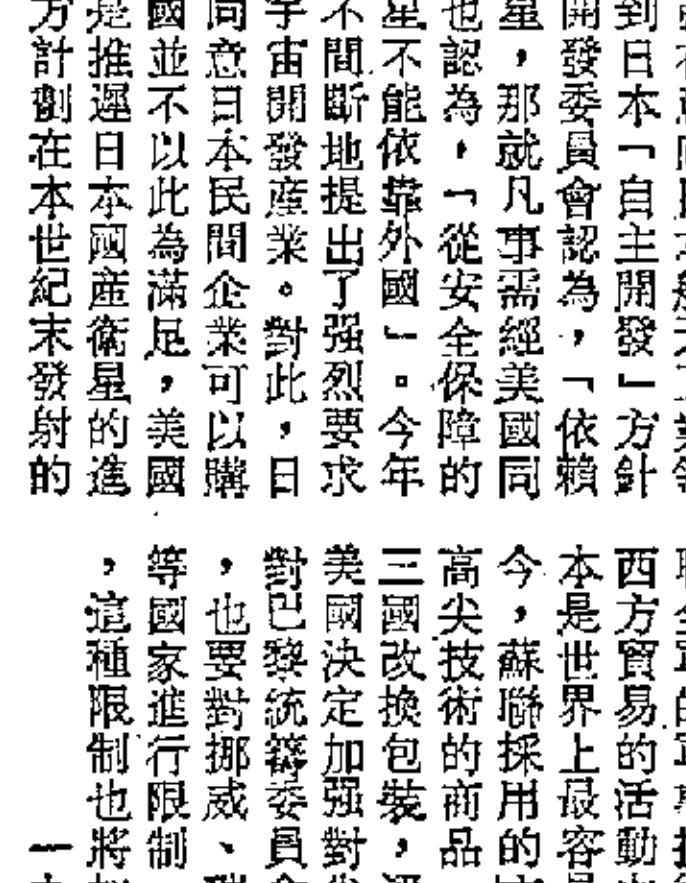 到日本「自主開發」方針
開發委員會認為，「依賴
星，那就凡事需經美國同
也認為，「從安全保障的
星不能依靠外國」。今年
不間斷地提出了强烈要求
宇宙開發産業。對此，日
同意日本民間企業可以購
國並不以此為滿足，美國
是推遲日本國産衛星的進
方計劃在本世紀末發射的
西方貿易的活動
本是世界上最容
今，蘇聯採用的
高尖技術的商品
三國改換包裝，
美國決定加强對
對巴黎統籌委員
，也要對挪威、
等國家進行限制
，這種限制也將
一